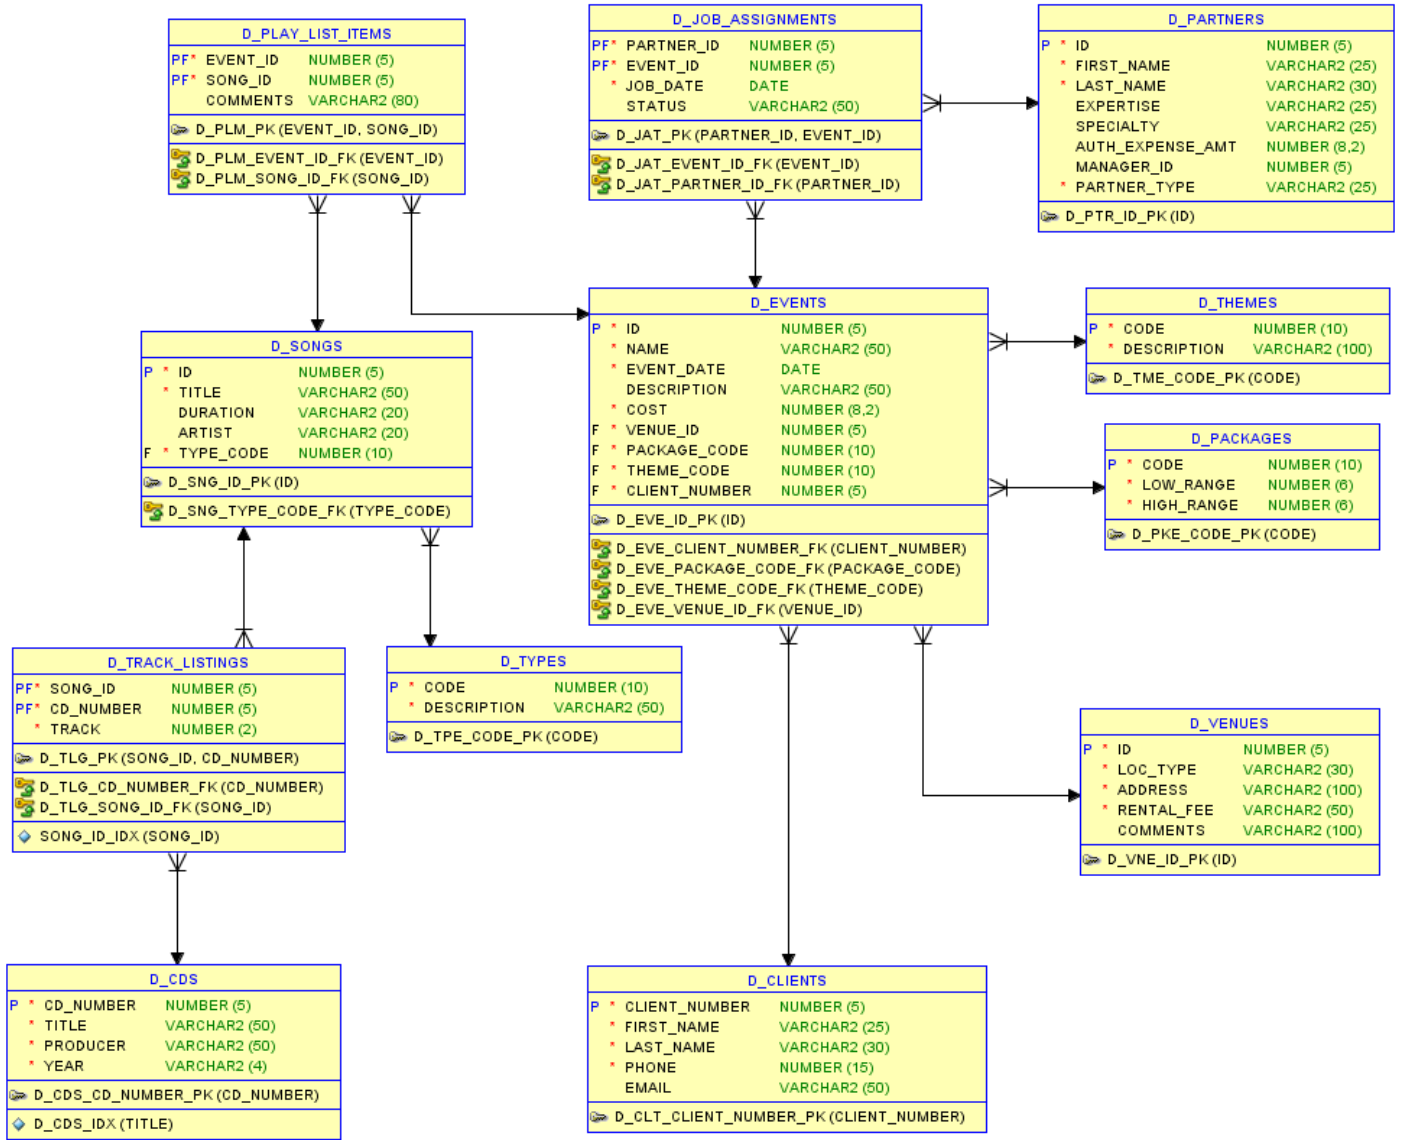 D_PLAY_LIST_ITEMS
PF* EVENT_ID NUMBER (5)
PF* SONG_ID NUMBER (5)
COMMENTS VARCHAR2 (80)
D_PLM_PK (EVENT_ID, SONG_ID)
D_PLM_EVENT_ID_FK (EVENT_ID)
D_PLM_SONG_ID_FK (SONG_ID)
D_JOB_ASSIGNMENTS
PF* PARTNER_ID NUMBER (5)
PF* EVENT_ID NUMBER (5)
* JOB_DATE DATE
STATUS VARCHAR2 (50)
D_JAT_PK (PARTNER_ID, EVENT_ID)
D_JAT_EVENT_ID_FK (EVENT_ID)
D_JAT_PARTNER_ID_FK (PARTNER_ID)
D_PARTNERS
P * ID NUMBER (5)
* FIRST_NAME VARCHAR2 (25)
* LAST_NAME VARCHAR2 (30)
EXPERTISE VARCHAR2 (25)
SPECIALTY VARCHAR2 (25)
AUTH_EXPENSE_AMT NUMBER (8,2)
MANAGER_ID NUMBER (5)
* PARTNER_TYPE VARCHAR2 (25)
D_PTR_ID_PK (ID)
D_SONGS
P * ID NUMBER (5)
* TITLE VARCHAR2 (50)
DURATION VARCHAR2 (20)
ARTIST VARCHAR2 (20)
F * TYPE_CODE NUMBER (10)
D_SNG_ID_PK (ID)
D_SNG_TYPE_CODE_FK (TYPE_CODE)
D_EVENTS
P * ID NUMBER (5)
* NAME VARCHAR2 (50)
* EVENT_DATE DATE
DESCRIPTION VARCHAR2 (50)
* COST NUMBER (8,2)
F * VENUE_ID NUMBER (5)
F * PACKAGE_CODE NUMBER (10)
F * THEME_CODE NUMBER (10)
F * CLIENT_NUMBER NUMBER (5)
D_EVE_ID_PK (ID)
D_EVE_CLIENT_NUMBER_FK (CLIENT_NUMBER)
D_EVE_PACKAGE_CODE_FK (PACKAGE_CODE)
D_EVE_THEME_CODE_FK (THEME_CODE)
D_EVE_VENUE_ID_FK (VENUE_ID)
D_THEMES
P * CODE NUMBER (10)
* DESCRIPTION VARCHAR2 (100)
D_TME_CODE_PK (CODE)
D_PACKAGES
P * CODE NUMBER (10)
* LOW_RANGE NUMBER (6)
* HIGH_RANGE NUMBER (6)
D_PKE_CODE_PK (CODE)
D_TRACK_LISTINGS
PF* SONG_ID NUMBER (5)
PF* CD_NUMBER NUMBER (5)
* TRACK NUMBER (2)
D_TLG_PK (SONG_ID, CD_NUMBER)
D_TLG_CD_NUMBER_FK (CD_NUMBER)
D_TLG_SONG_ID_FK (SONG_ID)
SONG_ID_IDX (SONG_ID)
D_TYPES
P * CODE NUMBER (10)
* DESCRIPTION VARCHAR2 (50)
D_TPE_CODE_PK (CODE)
D_VENUES
P * ID NUMBER (5)
* LOC_TYPE VARCHAR2 (30)
* ADDRESS VARCHAR2 (100)
* RENTAL_FEE VARCHAR2 (50)
COMMENTS VARCHAR2 (100)
D_VNE_ID_PK (ID)
D_CDS
P * CD_NUMBER NUMBER (5)
* TITLE VARCHAR2 (50)
* PRODUCER VARCHAR2 (50)
* YEAR VARCHAR2 (4)
D_CDS_CD_NUMBER_PK (CD_NUMBER)
D_CDS_IDX (TITLE)
D_CLIENTS
P * CLIENT_NUMBER NUMBER (5)
* FIRST_NAME VARCHAR2 (25)
* LAST_NAME VARCHAR2 (30)
* PHONE NUMBER (15)
EMAIL VARCHAR2 (50)
D_CLT_CLIENT_NUMBER_PK (CLIENT_NUMBER)